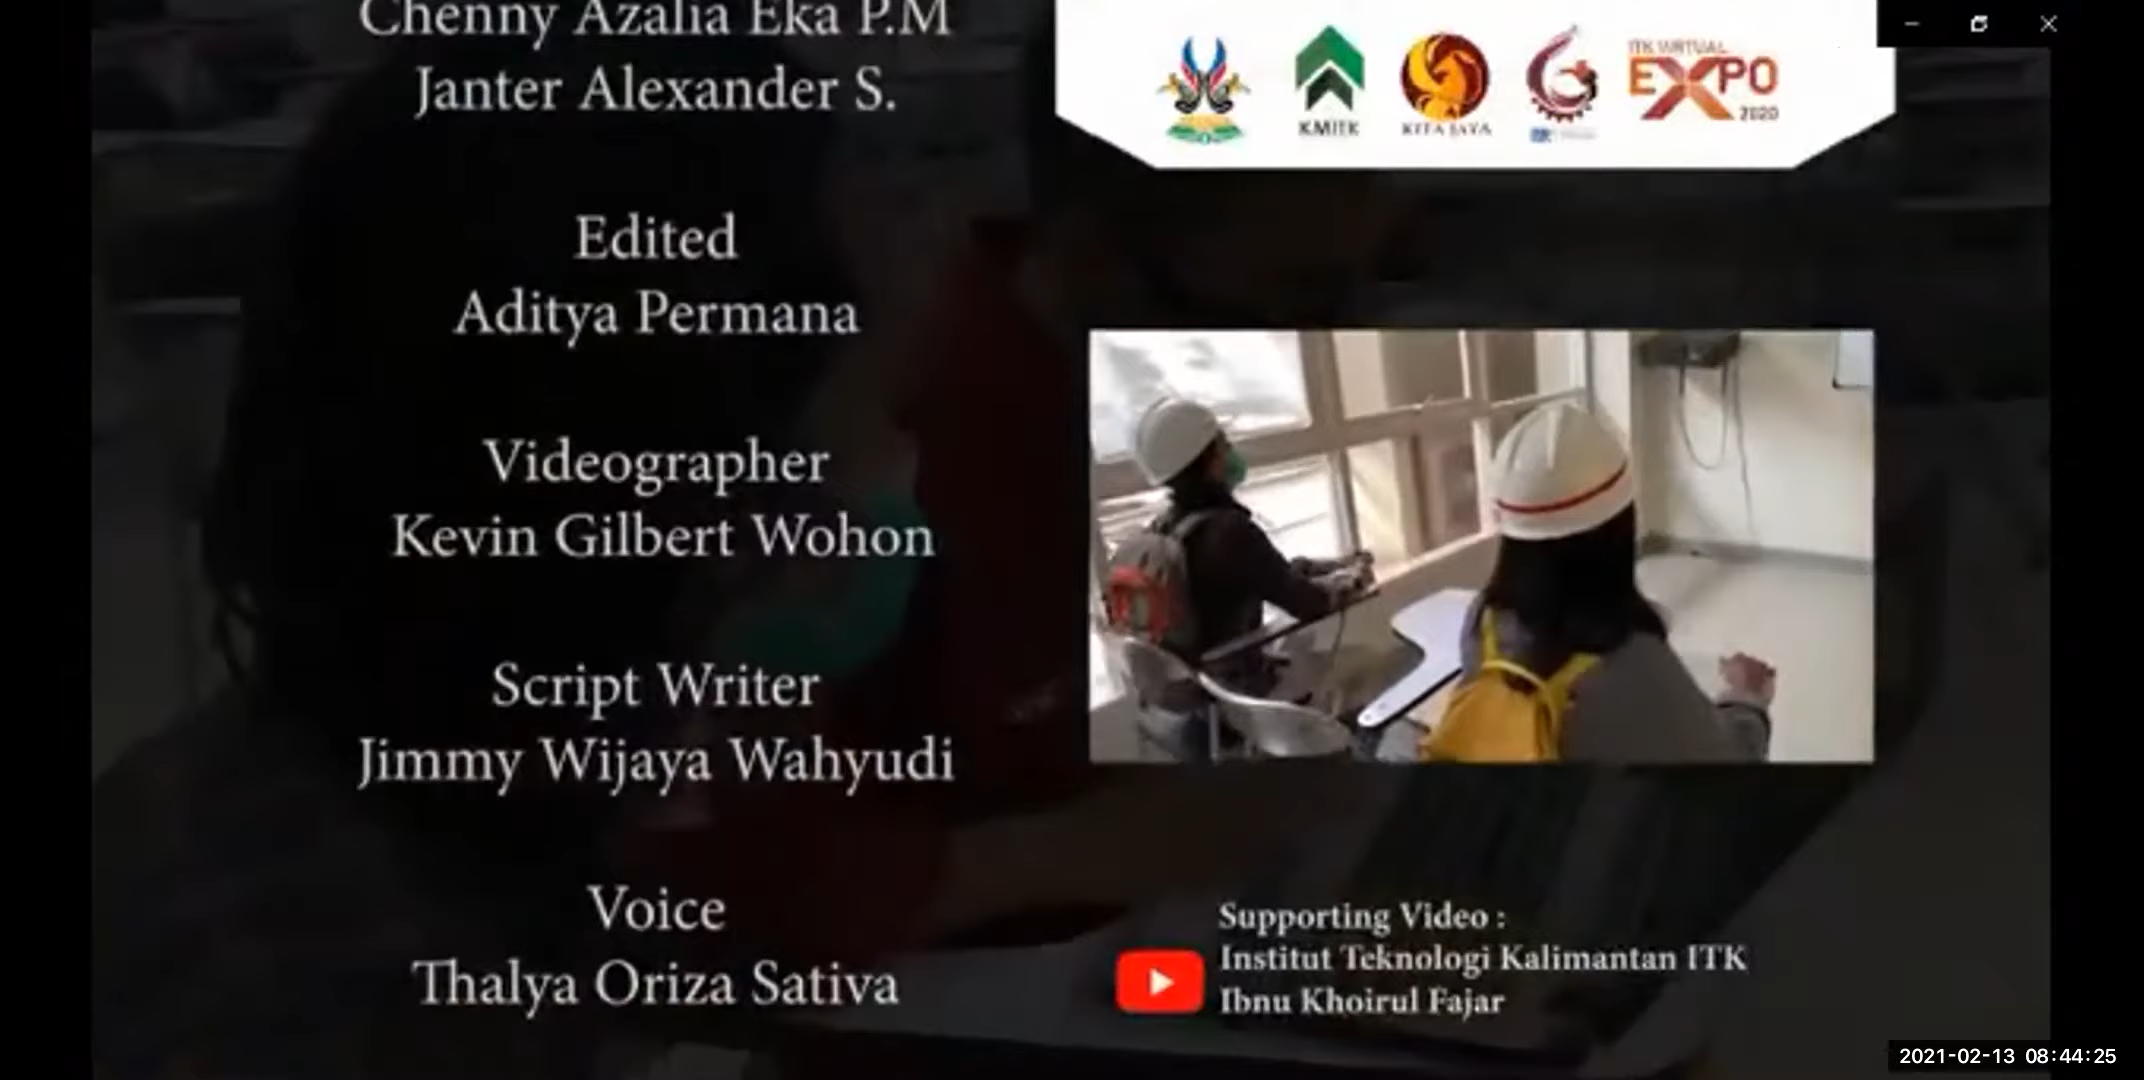 Chenny Azalia Eka P.M
Janter Alexander S.
Edited
Aditya Permana
Videographer
Kevin Gilbert Wohon
Script Writer
Jimmy Wijaya Wahyudi
Voice
Thalya Oriza Sativa
KMITK
KITA JAYA
ITK VIRTUAL
EXPO
2020
Supporting Video :
Institut Teknologi Kalimantan ITK
Ibnu Khoirul Fajar
2021-02-13 08:44:25